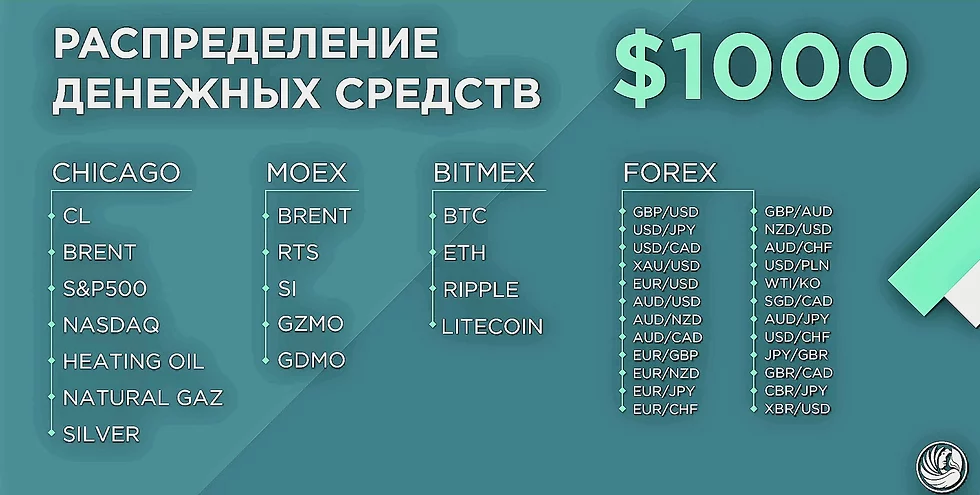 РАСПРЕДЕЛЕНИЕ
ДЕНЕЖНЫХ СРЕДСТВ
$1000
CHICAGO
CL
BRENT
S&P500
NASDAQ
HEATING OIL
NATURAL GAZ
SILVER
MOEX
BRENT
RTS
SI
GZMO
GDMO
BITMEX
BTC
ETH
RIPPLE
LITECOIN
FOREX
GBP/USD
USD/JPY
USD/CAD
XAU/USD
EUR/USD
AUD/USD
AUD/NZD
AUD/CAD
EUR/GBP
EUR/NZD
EUR/JPY
EUR/CHF
GBP/AUD
NZD/USD
AUD/CHF
USD/PLN
WTI/KO
SGD/CAD
AUD/JPY
USD/CHF
JPY/GBR
GBR/CAD
CBR/JPY
XBR/USD